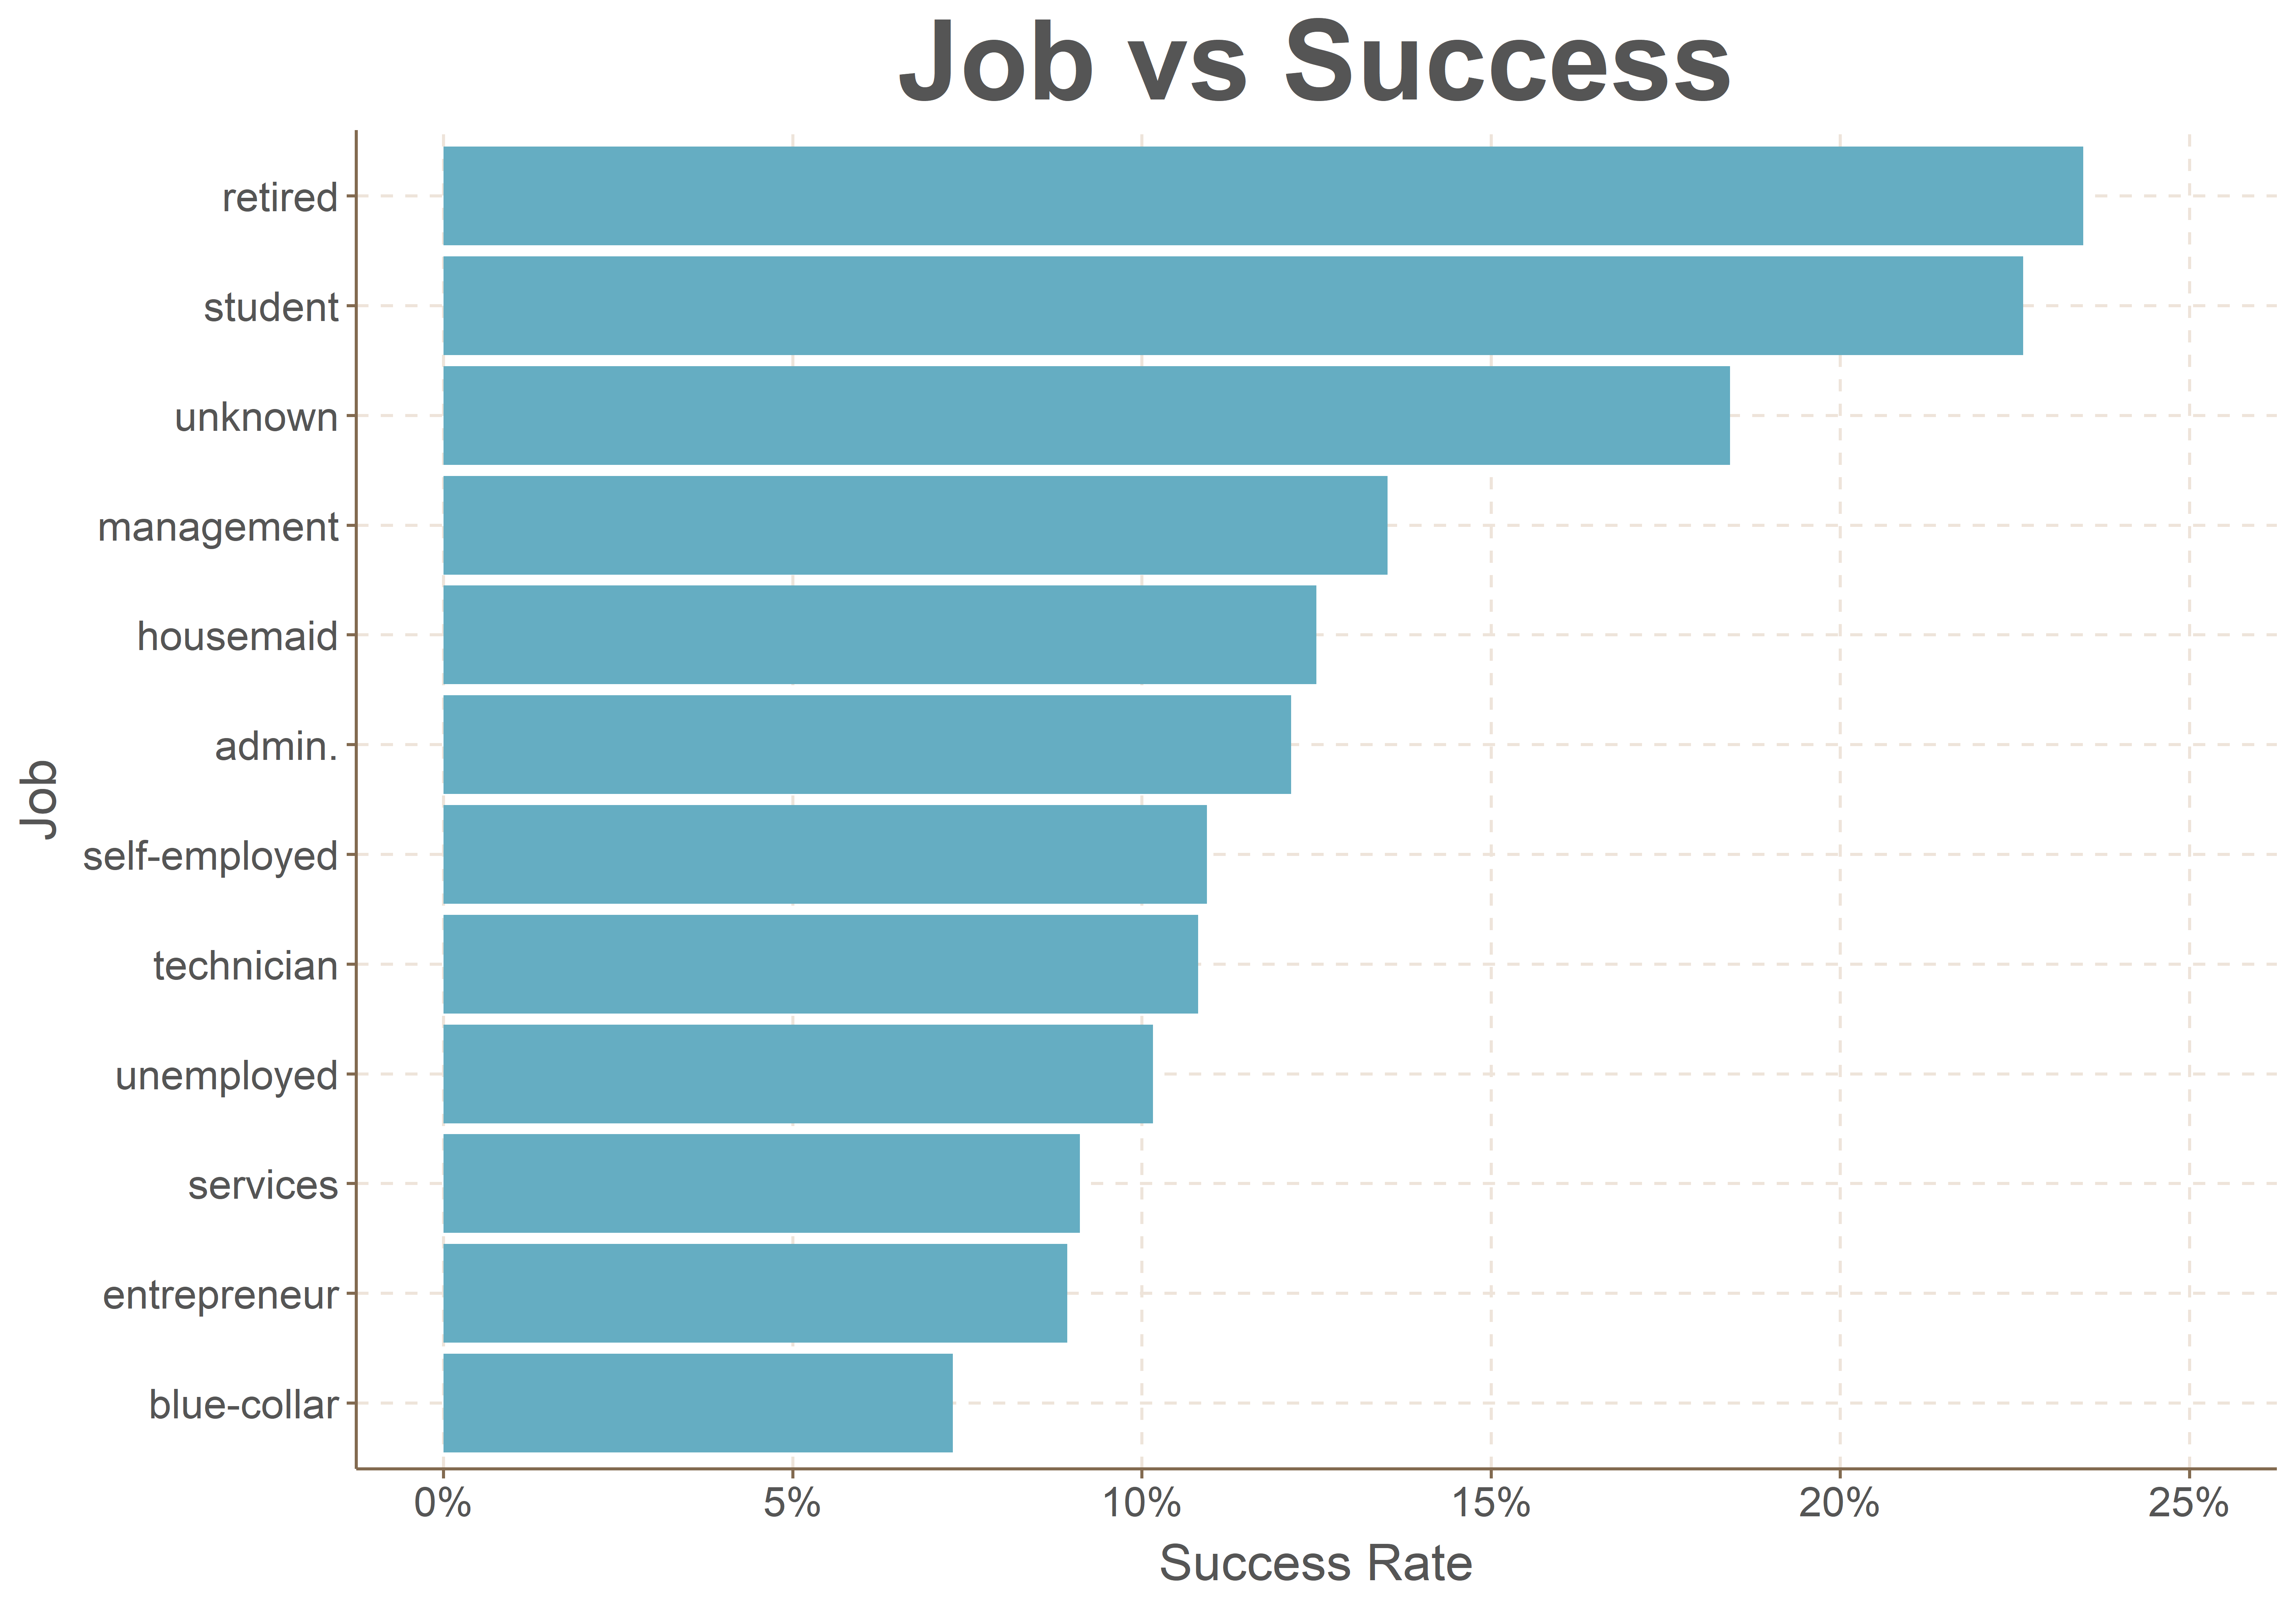 Job vs Success
retired
student
unknown
management
housemaid
admin.
self-employed
technician
unemployed
services
entrepreneur
blue-collar
Job
0% 5% 10% 15% 20% 25%
Success Rate